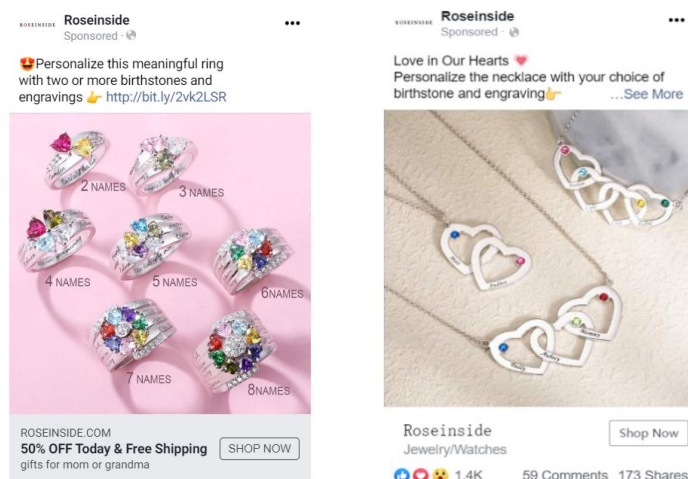 ROSEINSIDE
Roseinside
Sponsored ·
Personalize this meaningful ring
with two or more birthstones and
engravings http://bit.ly/2vk2LSR
2 NAMES
3 NAMES
4 NAMES
5 NAMES
6NAMES
7 NAMES
8NAMES
ROSEINSIDE.COM
50% OFF Today & Free Shipping
gifts for mom or grandma
SHOP NOW
ROSEINSIDE
Roseinside
Sponsored ·
Love in Our Hearts
Personalize the necklace with your choice of
birthstone and engraving ...See More
Audrey
Roseinside
Jewelry/Watches
Shop Now
1.4K 59 Comments 173 Shares